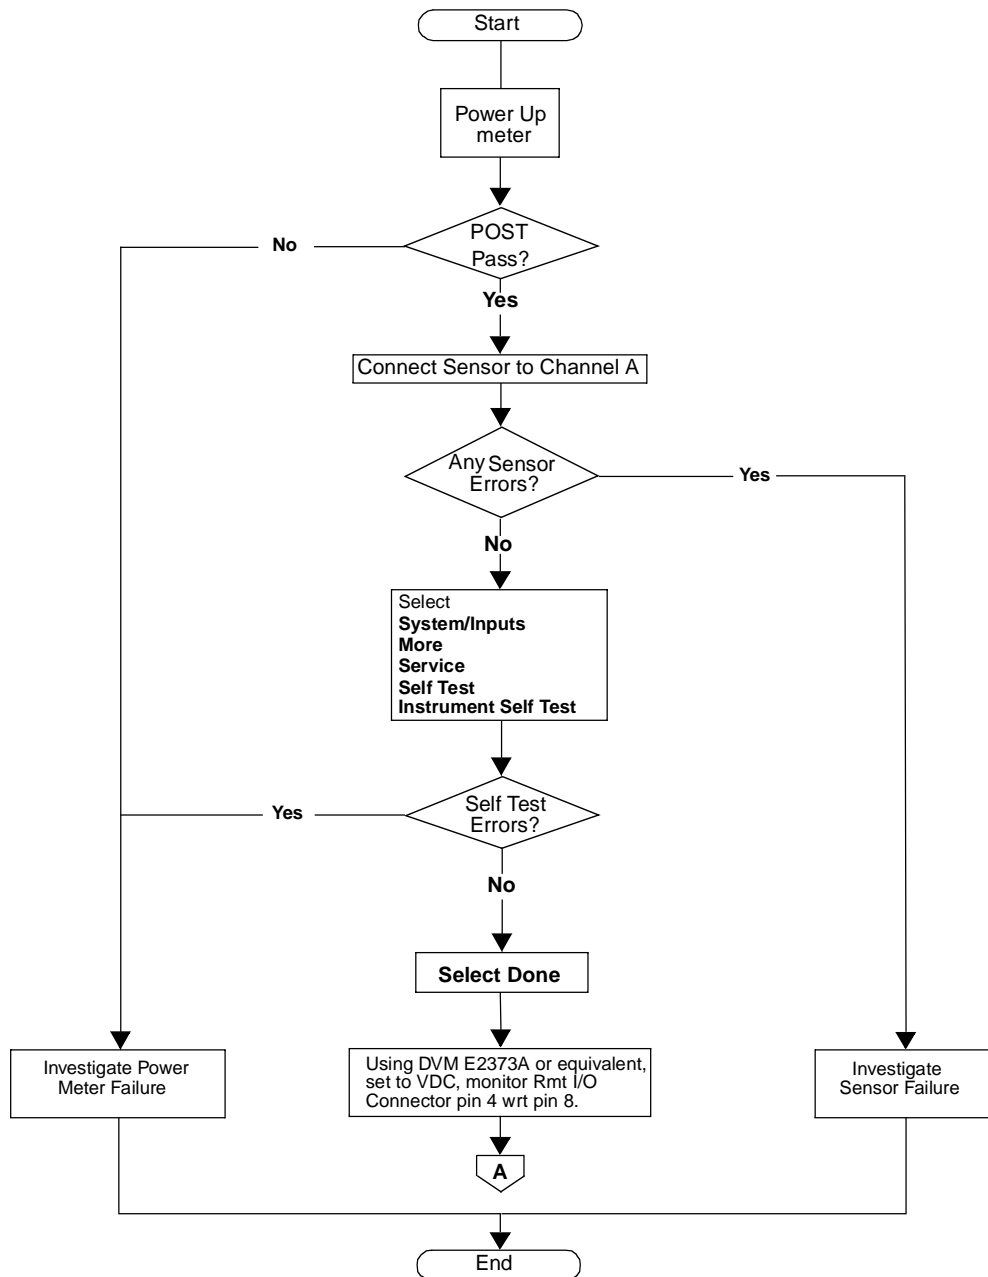 Start
Power Up
meter
POST
Pass?
No
Yes
Connect Sensor to Channel A
Any Sensor
Errors?
Yes
No
Select
System/Inputs
More
Service
Self Test
Instrument Self Test
Self Test
Errors?
Yes
No
Select Done
Investigate Power
Meter Failure
Using DVM E2373A or equivalent,
set to VDC, monitor Rmt I/O
Connector pin 4 wrt pin 8.
Investigate
Sensor Failure
A
End